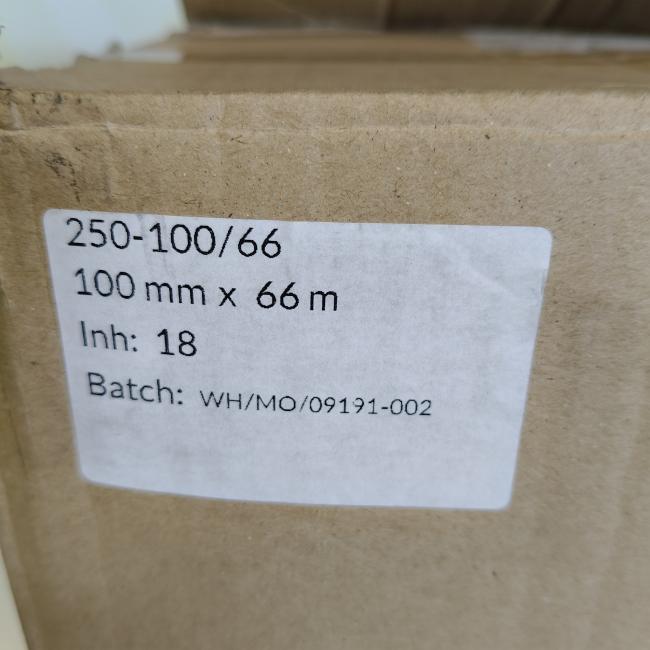 250-100/66
100 mm x 66 m
Inh: 18
Batch: WH/MO/09191-002